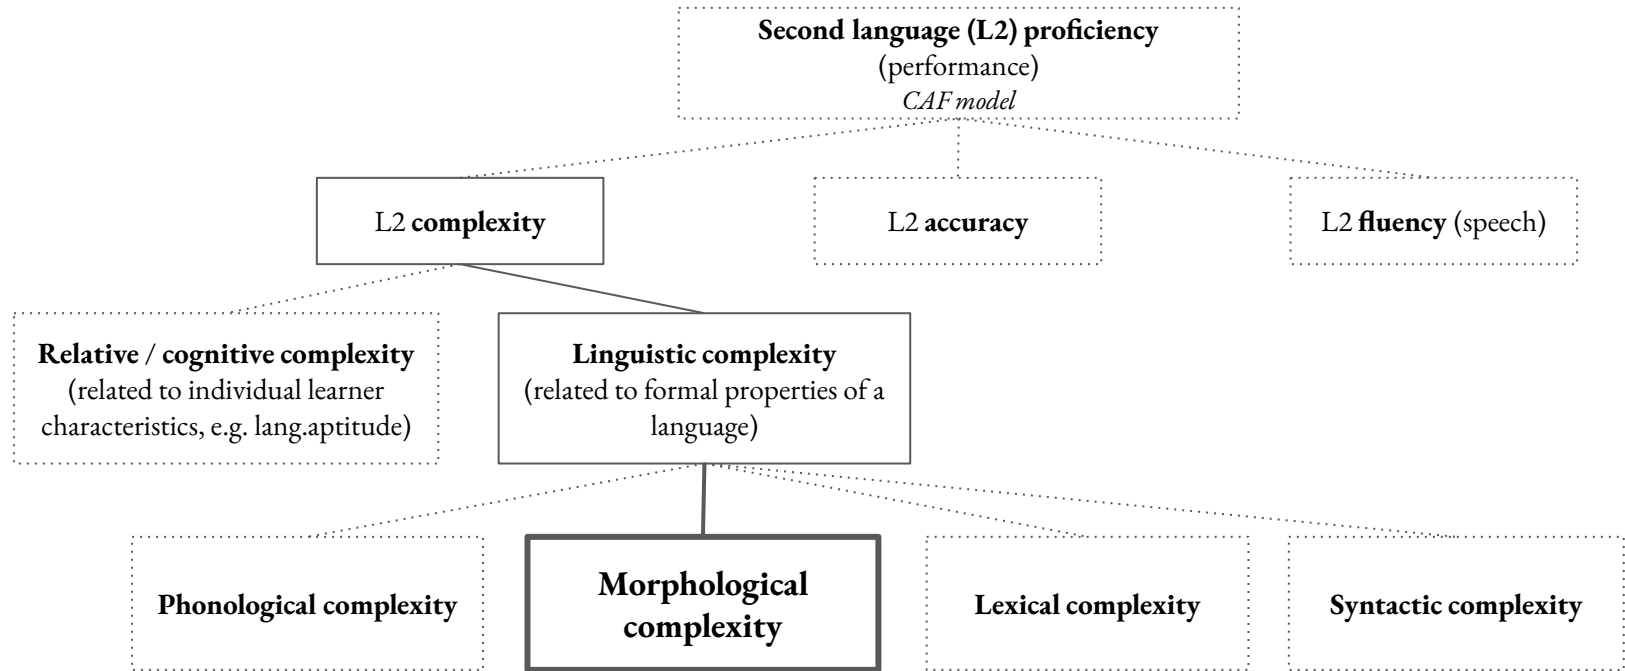 Second language (L2) proficiency
(performance)
CAF model
L2 complexity
L2 accuracy
L2 fluency (speech)
Relative / cognitive complexity
(related to individual learner
characteristics, e.g. lang.aptitude)
Linguistic complexity
(related to formal properties of a
language)
Phonological complexity
Morphological
complexity
Lexical complexity
Syntactic complexity